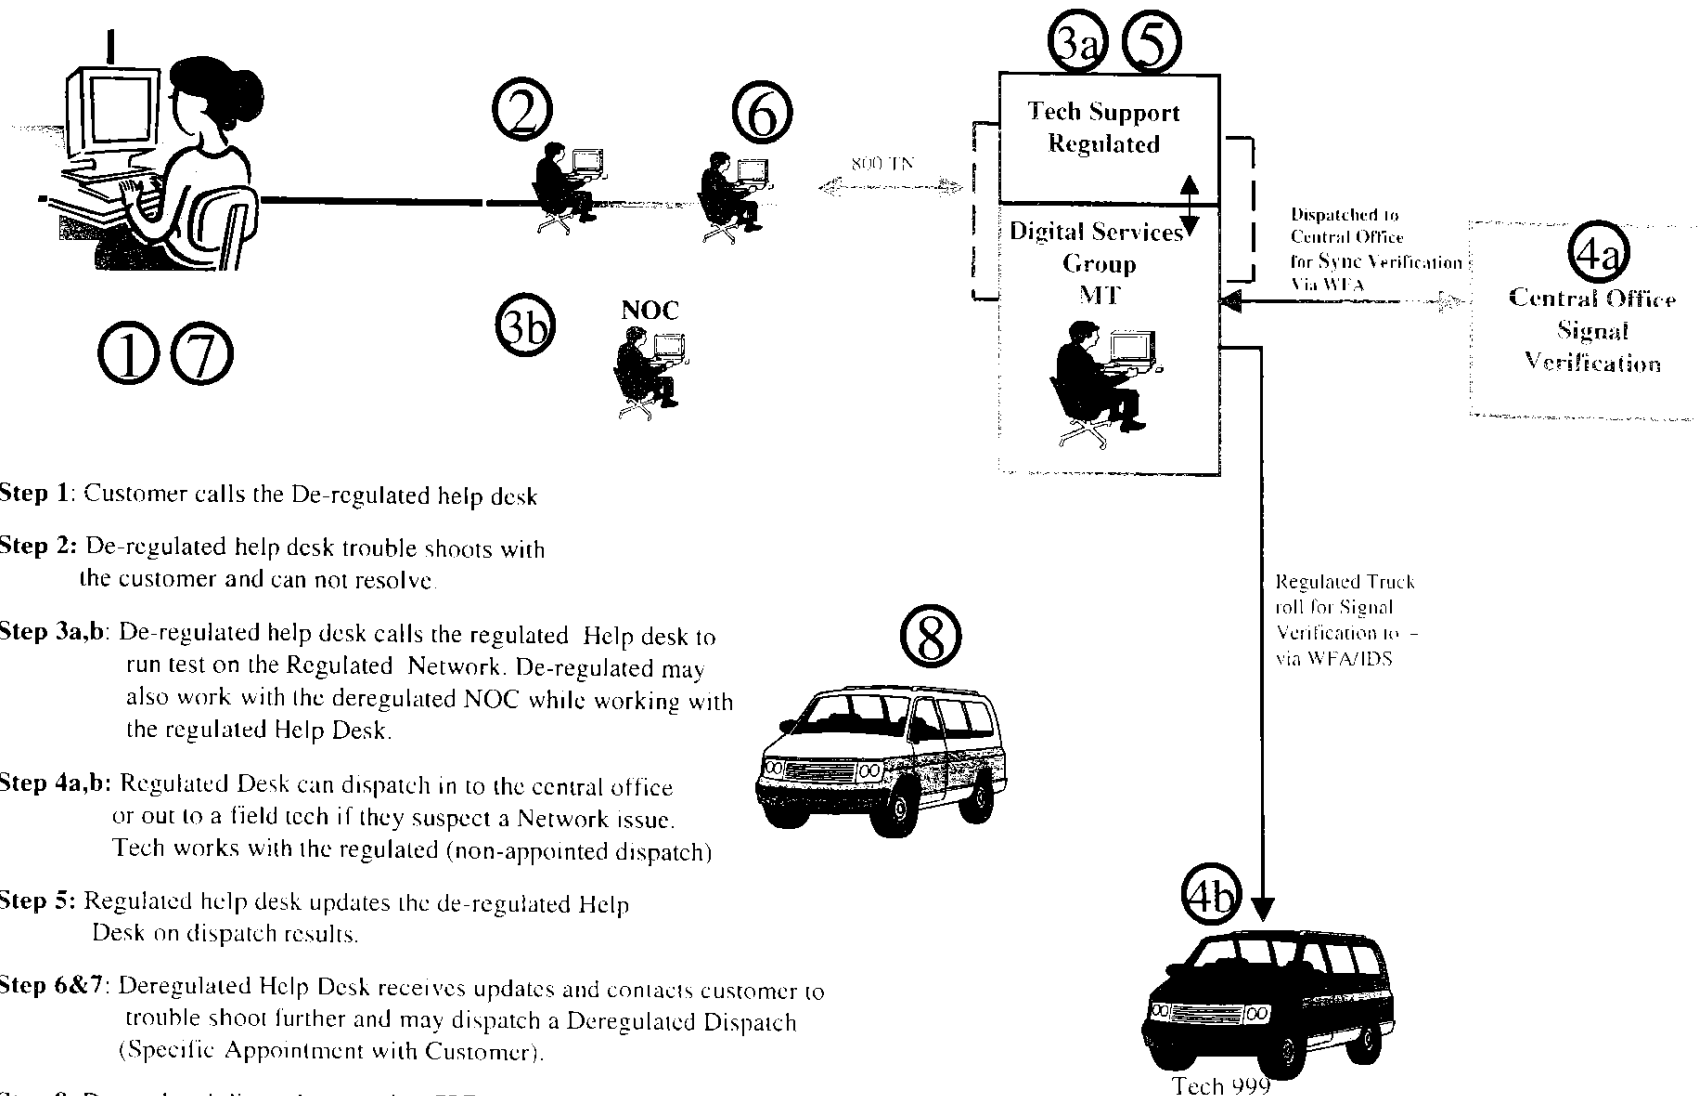 3a 5
2 6
Tech Support
Regulated
800 TN
Digital Services
Group
MT
Dispatched to
Central Office
for Sync Verification
Via WFA
4a
Central Office
Signal
Verification
3b NOC
1 7
Step 1: Customer calls the De-regulated help desk
Step 2: De-regulated help desk trouble shoots with
the customer and can not resolve.
Step 3a,b: De-regulated help desk calls the regulated Help desk to
run test on the Regulated Network. De-regulated may
also work with the deregulated NOC while working with
the regulated Help Desk.
Step 4a,b: Regulated Desk can dispatch in to the central office
or out to a field tech if they suspect a Network issue.
Tech works with the regulated (non-appointed dispatch)
Step 5: Regulated help desk updates the de-regulated Help
Desk on dispatch results.
Step 6&7: Deregulated Help Desk receives updates and contacts customer to
trouble shoot further and may dispatch a Deregulated Dispatch
(Specific Appointment with Customer).
Regulated Truck
roll for Signal
Verification to –
via WFA/IDS
8
4b
Tech 999